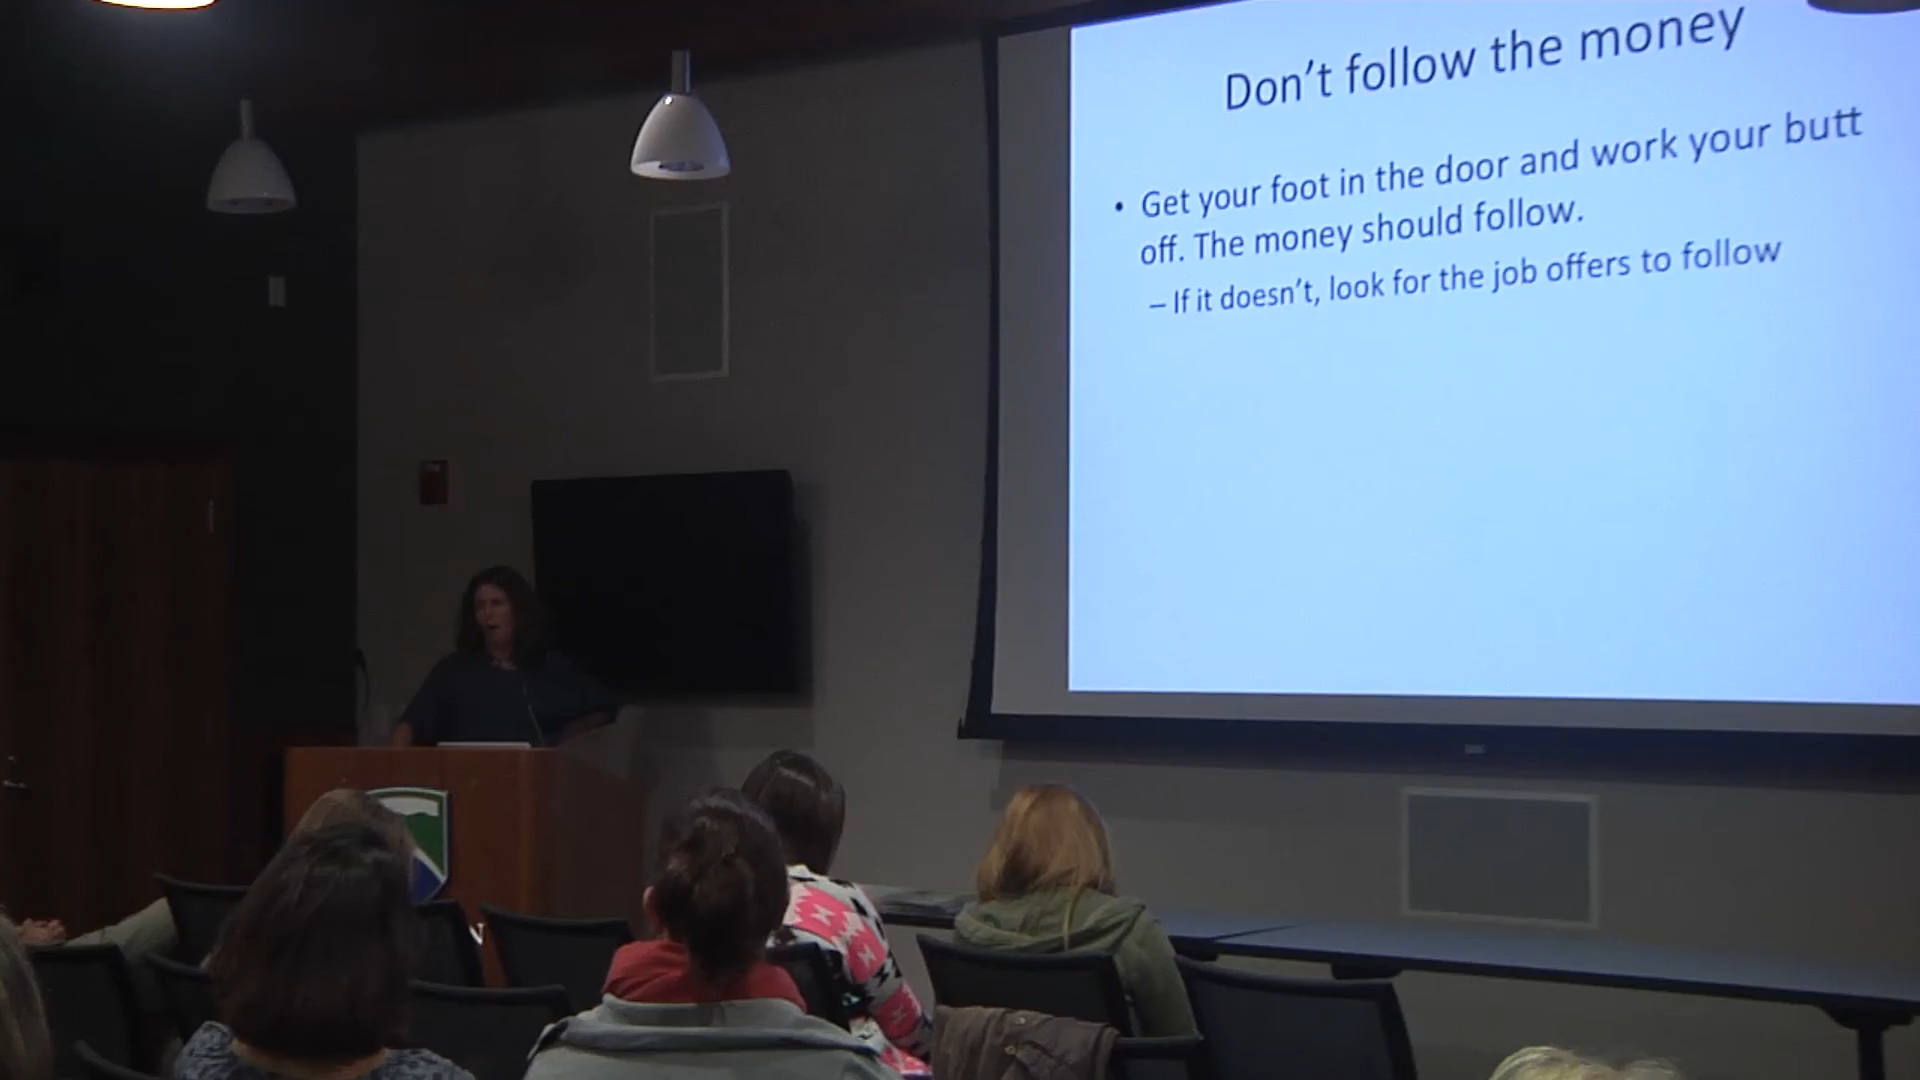 Don't follow the money
• Get your foot in the door and work your butt
off. The money should follow.
– If it doesn't, look for the job offers to follow